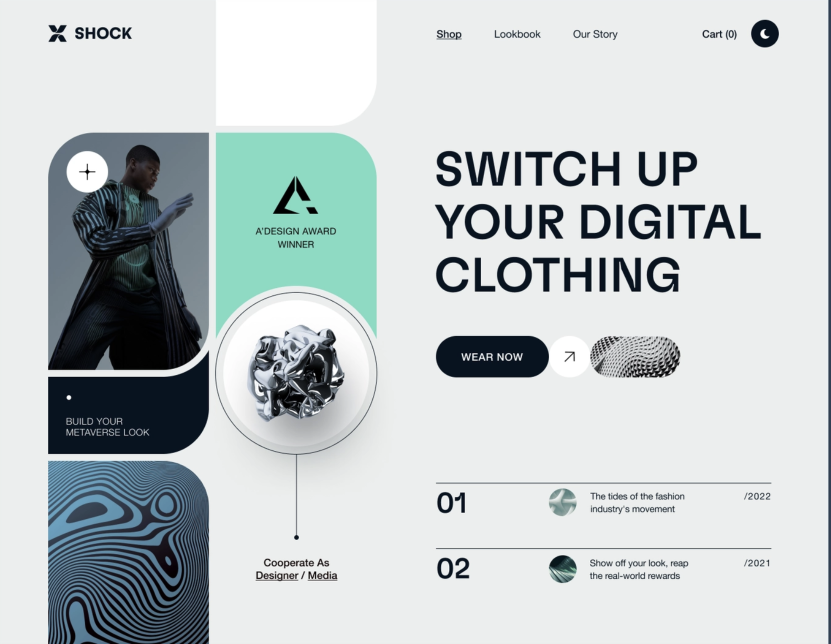 SHOCK
Shop
Lookbook
Our Story
Cart (0)
A'DESIGN AWARD
WINNER
BUILD YOUR
METAVERSE LOOK
Cooperate As
Designer / Media
SWITCH UP
YOUR DIGITAL
CLOTHING
WEAR NOW
01
The tides of the fashion
industry's movement
/2022
02
Show off your look, reap
the real-world rewards
/2021